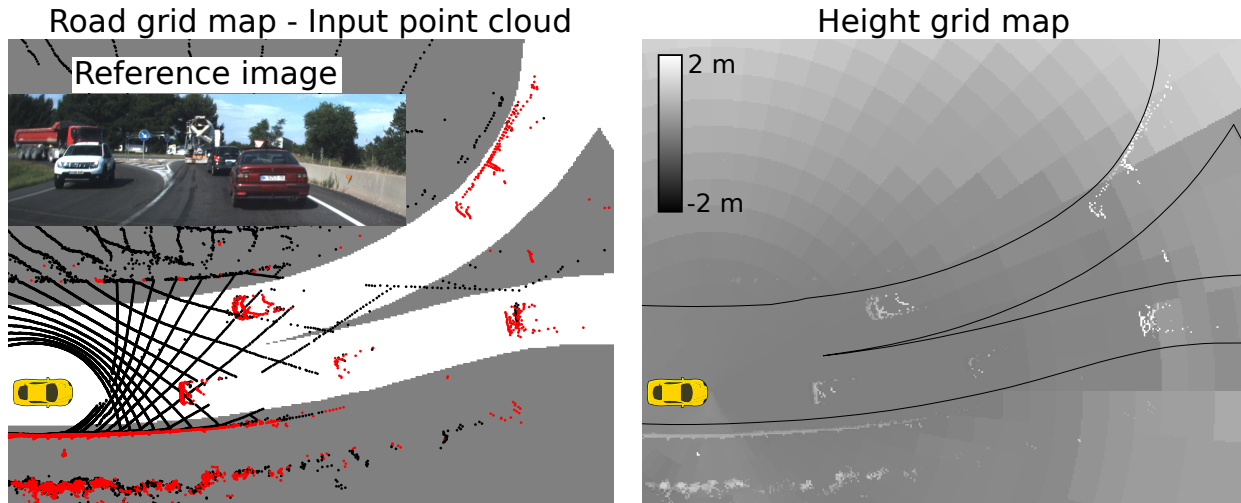 Road grid map - Input point cloud
Height grid map
Reference image
2 m
-2 m